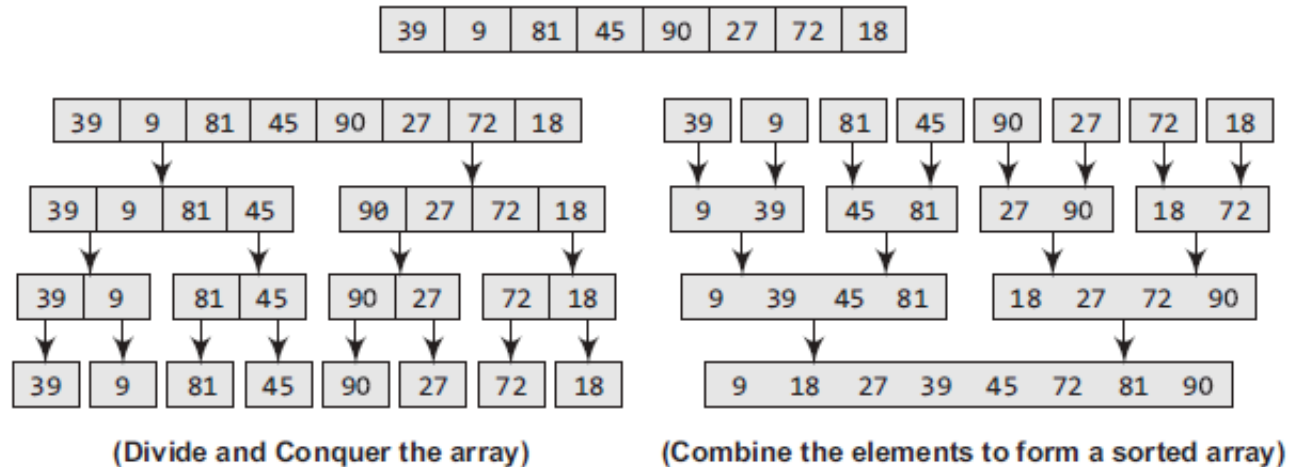 39 9 81 45 90 27 72 18
39 9 81 45 90 27 72 18
39 9 81 45 90 27 72 18
39 9 81 45 90 27 72 18
39 9 81 45 90 27 72 18
(Divide and Conquer the array)
39 9 81 45 90 27 72 18
9 39 45 81 27 90 18 72
9 39 45 81 18 27 72 90
9 18 27 39 45 72 81 90
(Combine the elements to form a sorted array)